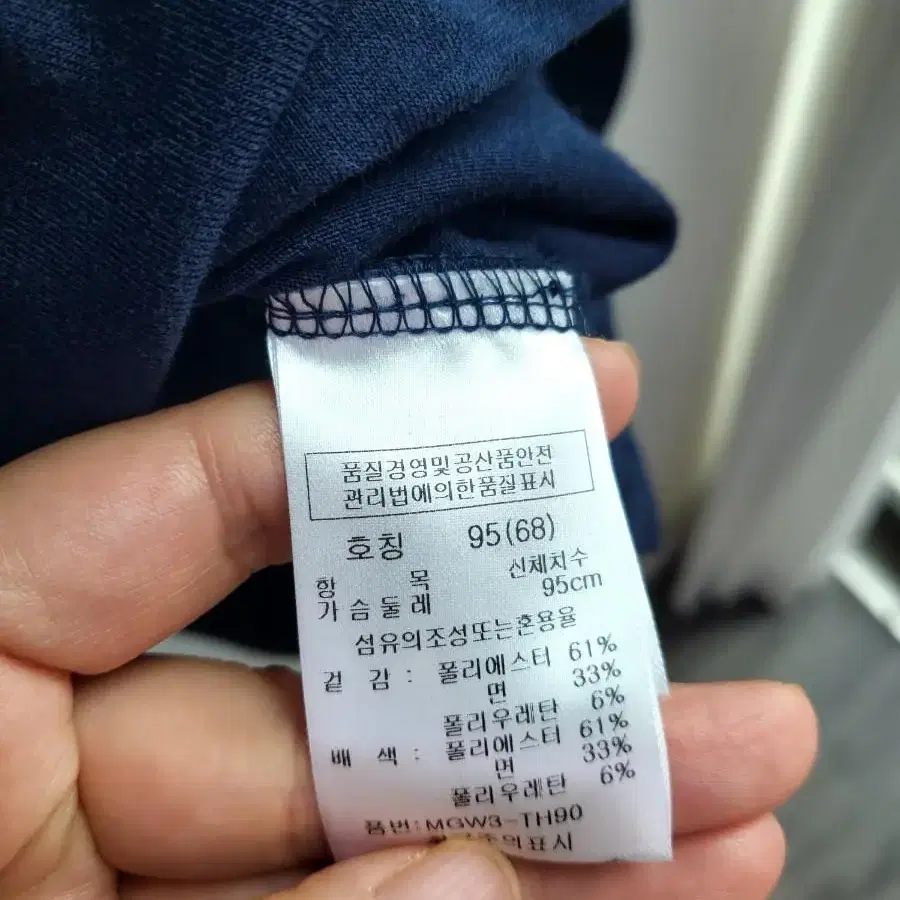 품질경영및공산품안전
관리법에의한품질표시
호칭 95(68)
항 목 신체치수
가슴둘레 95cm
섬유의조성또는혼용율
겉 감 : 폴리에스터 61%
면 33%
폴리우레탄 6%
배 색 : 폴리에스터 61%
면 33%
폴리우레탄 6%
품번:MGW3-TH90
표시